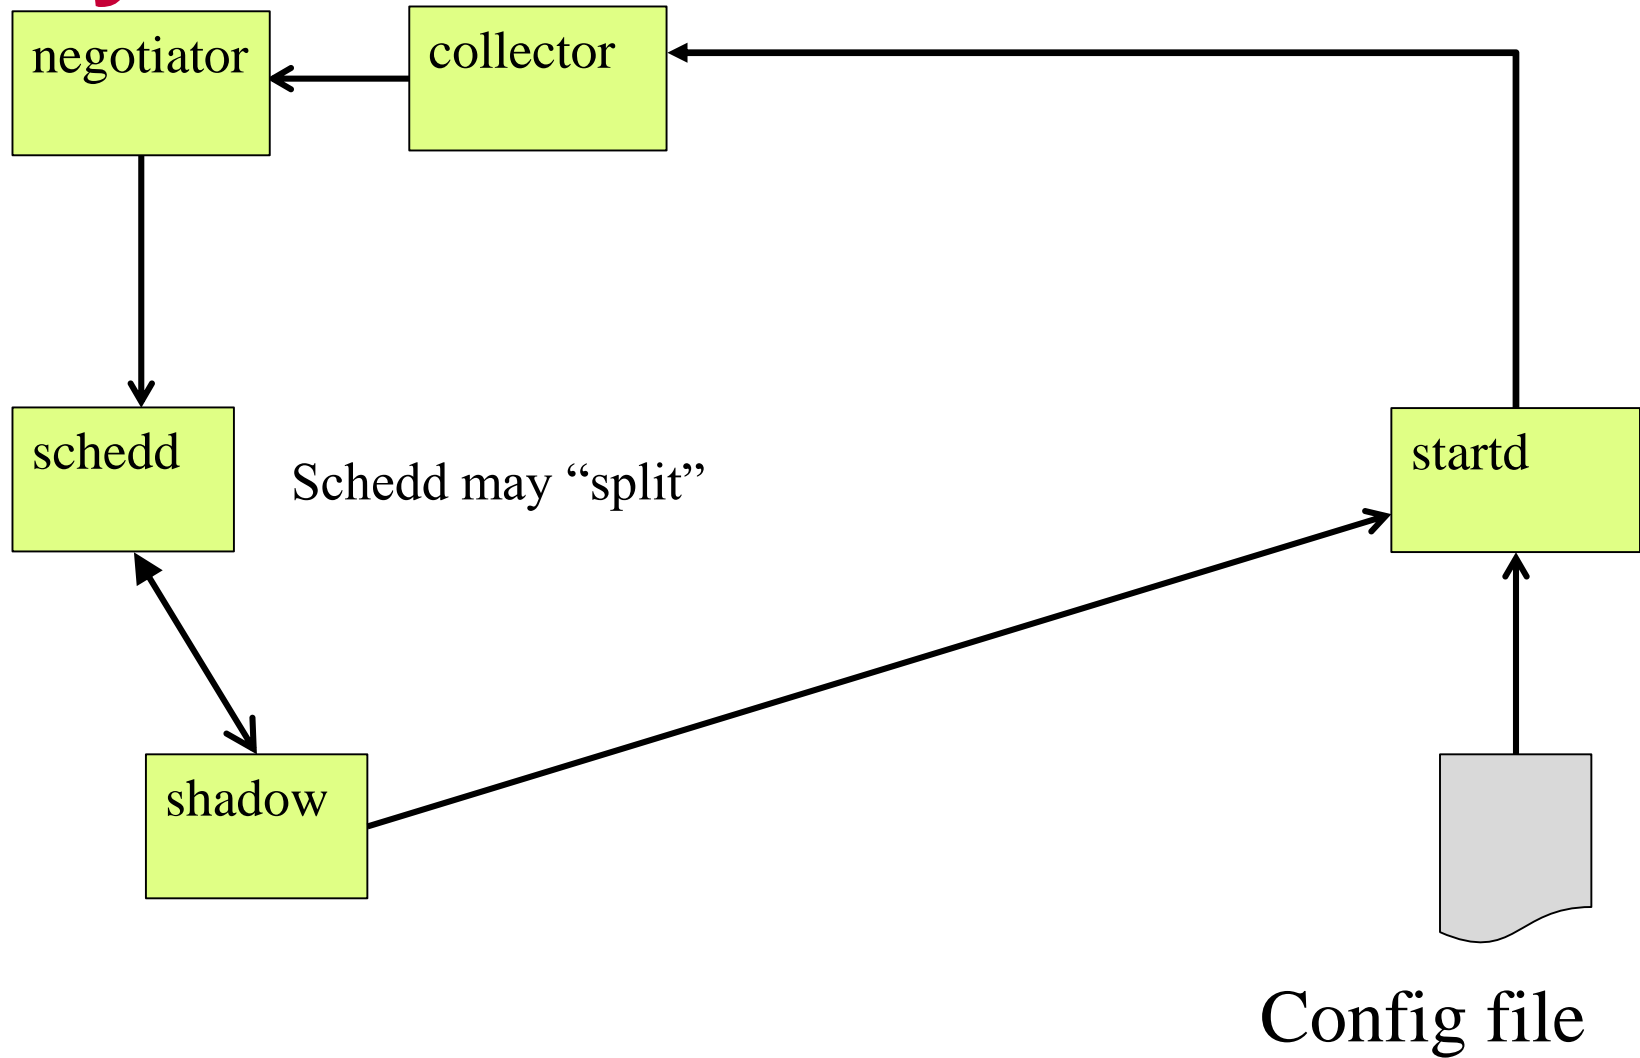 negotiator
collector
schedd
Schedd may “split”
startd
shadow
Config file